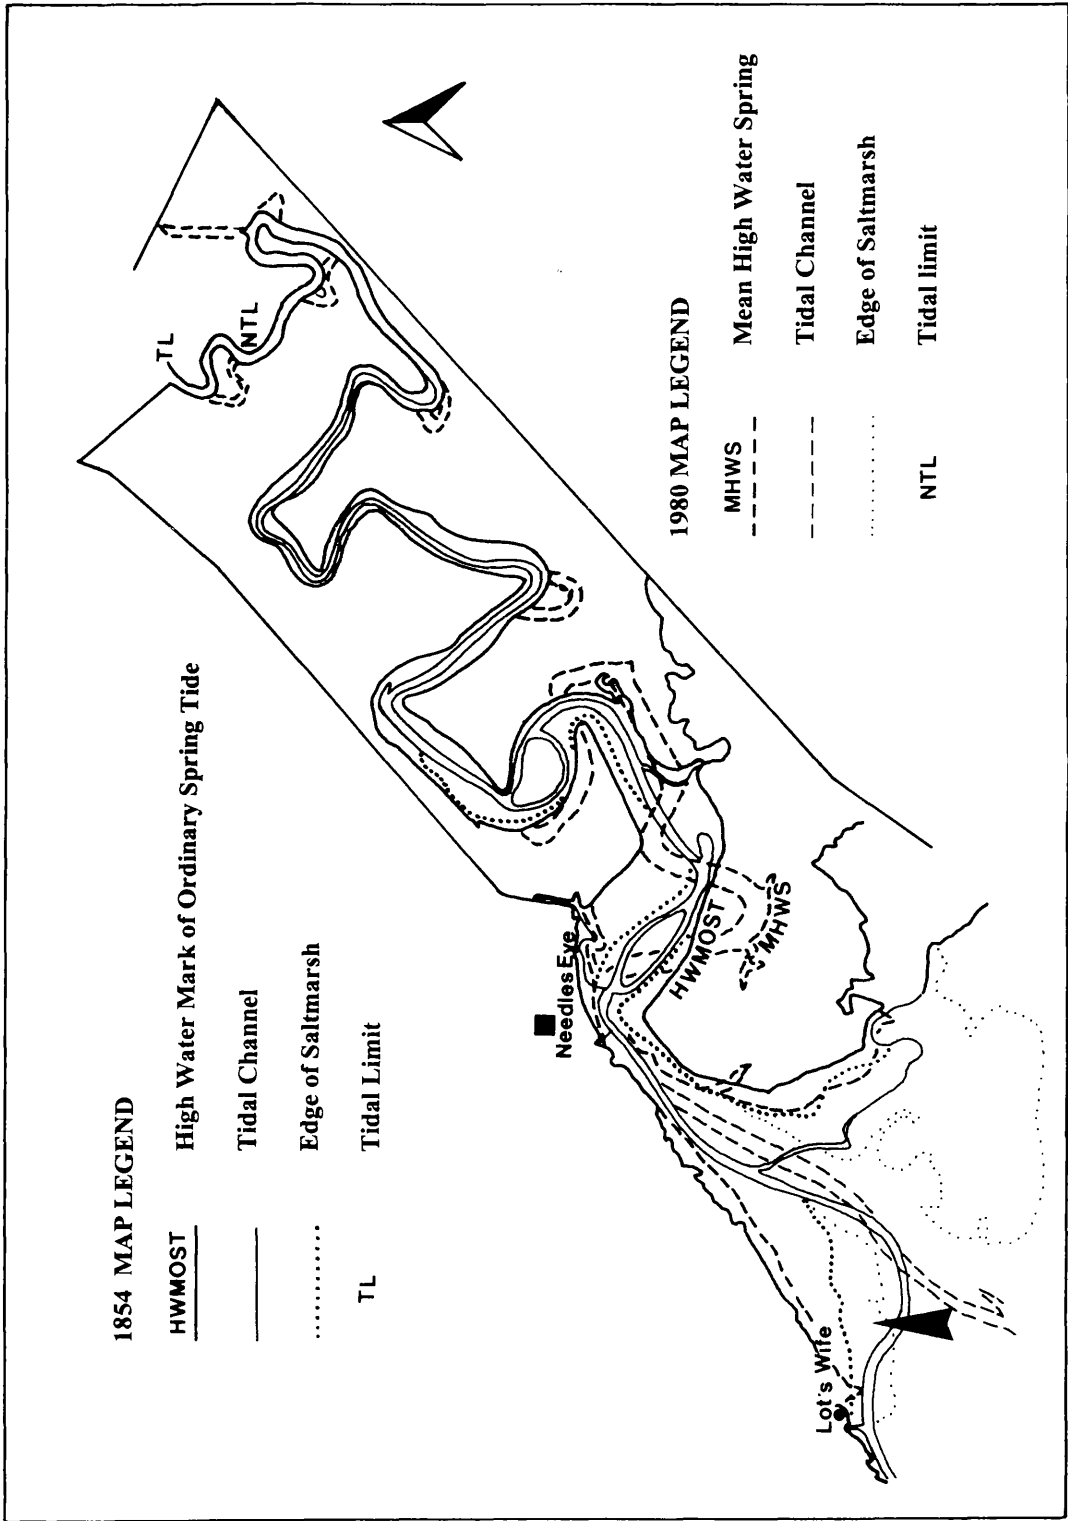 1854 MAP LEGEND
HWMOST High Water Mark of Ordinary Spring Tide
Tidal Channel
Edge of Saltmarsh
TL Tidal Limit
TL
NTL
Needles Eye
HWMOST
MHWS
Lot's Wife
1980 MAP LEGEND
MHWS Mean High Water Spring
Tidal Channel
Edge of Saltmarsh
NTL Tidal limit